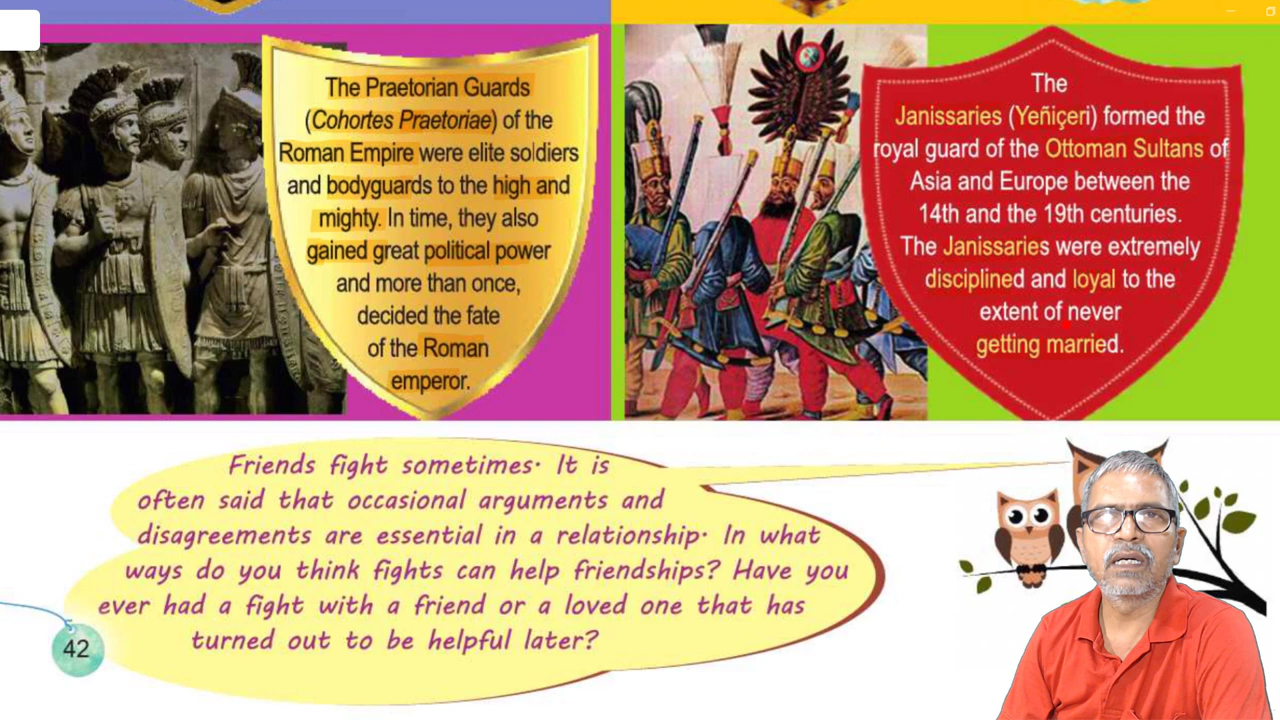 The Praetorian Guards
(Cohortes Praetoriae) of the
Roman Empire were elite soldiers
and bodyguards to the high and
mighty. In time, they also
gained great political power
and more than once,
decided the fate
of the Roman
emperor.
The
Janissaries (Yeñiçeri) formed the
royal guard of the Ottoman Sultans of
Asia and Europe between the
14th and the 19th centuries.
The Janissaries were extremely
disciplined and loyal to the
extent of never
getting married.
Friends fight sometimes. It is
often said that occasional arguments and
disagreements are essential in a relationship. In what
ways do you think fights can help friendships? Have you
ever had a fight with a friend or a loved one that has
turned out to be helpful later?
42